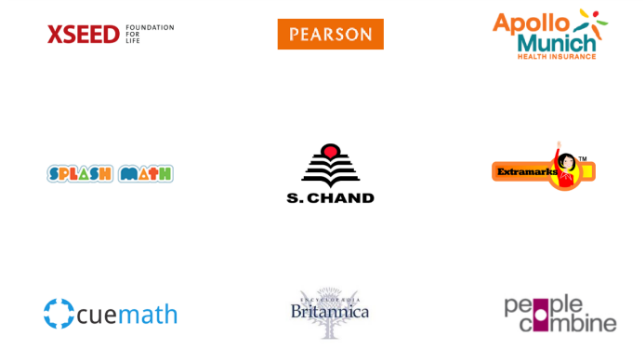 XSEED FOUNDATION
FOR
LIFE
PEARSON
Apollo
Munich
HEALTH INSURANCE
SPLASH MATH
S. CHAND
Extramarks TM
cuemath
ENCYCLOPÆDIA
Britannica
people
combine